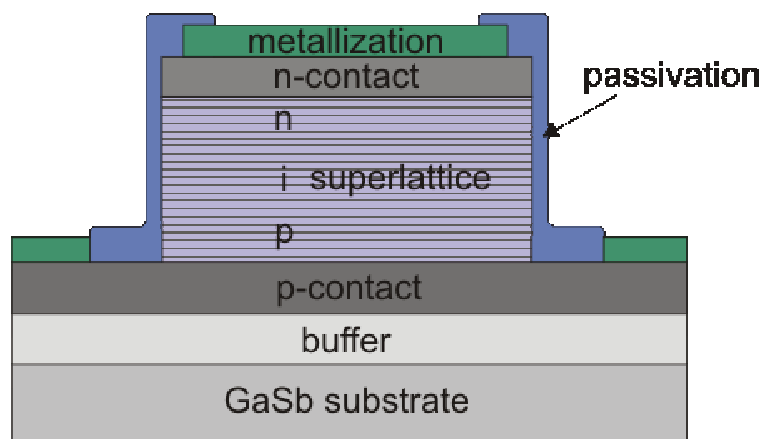 metallization
n-contact
passivation
n
i superlattice
p
p-contact
buffer
GaSb substrate